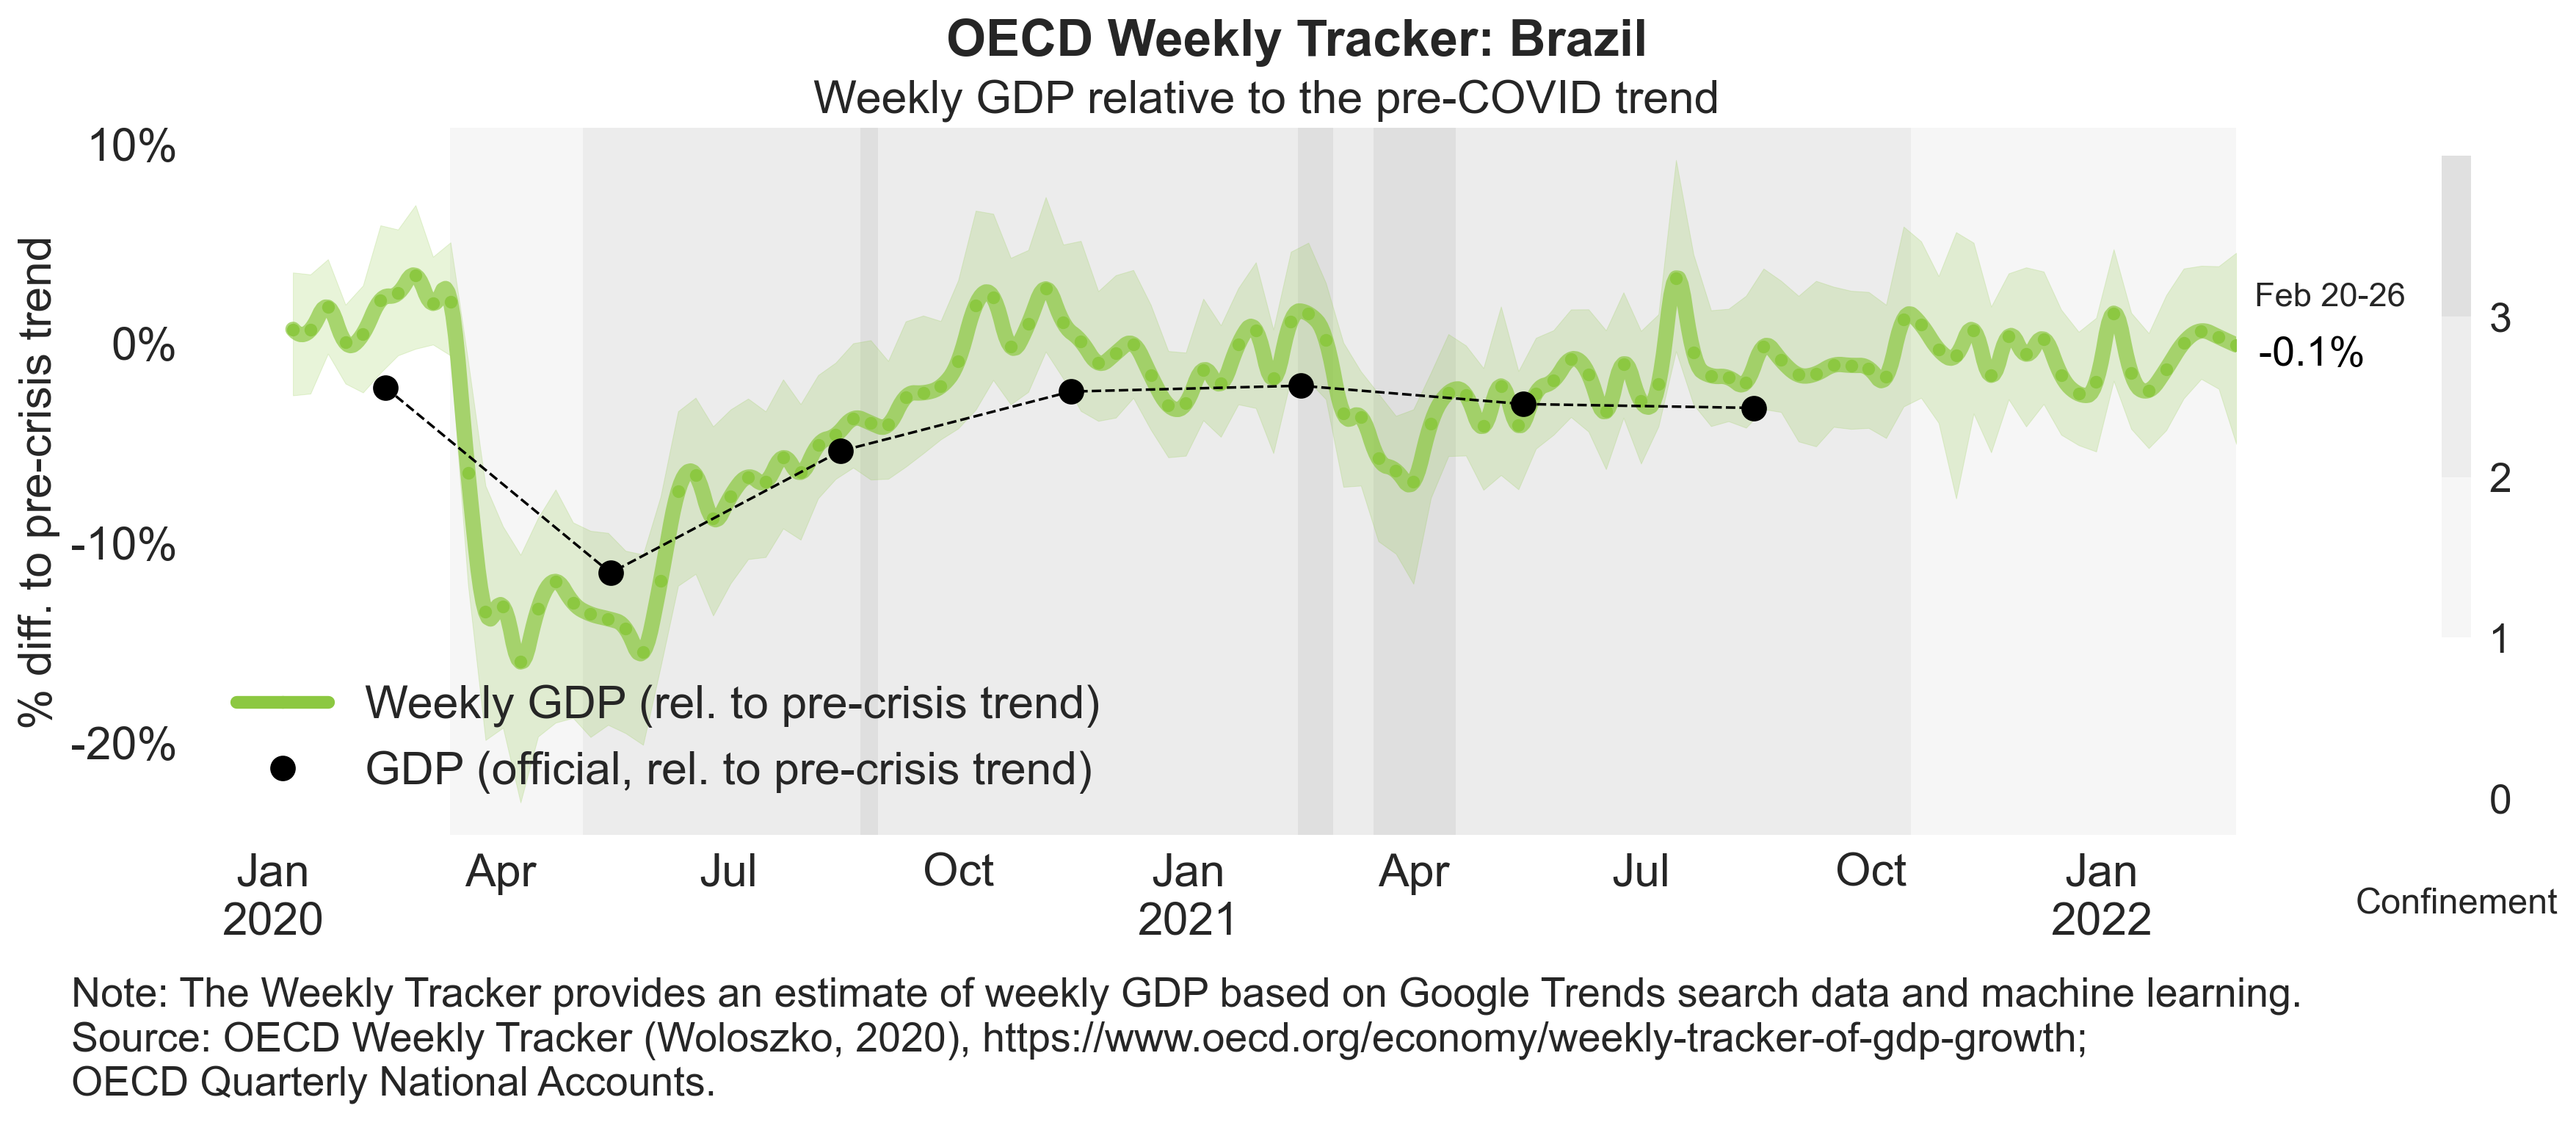 OECD Weekly Tracker: Brazil
Weekly GDP relative to the pre-COVID trend
% diff. to pre-crisis trend
10%
0%
-10%
-20%
Weekly GDP (rel. to pre-crisis trend)
GDP (official, rel. to pre-crisis trend)
Feb 20-26
-0.1%
3
2
1
0
Confinement
Jan Apr Jul Oct Jan Apr Jul Oct Jan
2020 2021 2022
Note: The Weekly Tracker provides an estimate of weekly GDP based on Google Trends search data and machine learning.
Source: OECD Weekly Tracker (Woloszko, 2020), https://www.oecd.org/economy/weekly-tracker-of-gdp-growth;
OECD Quarterly National Accounts.